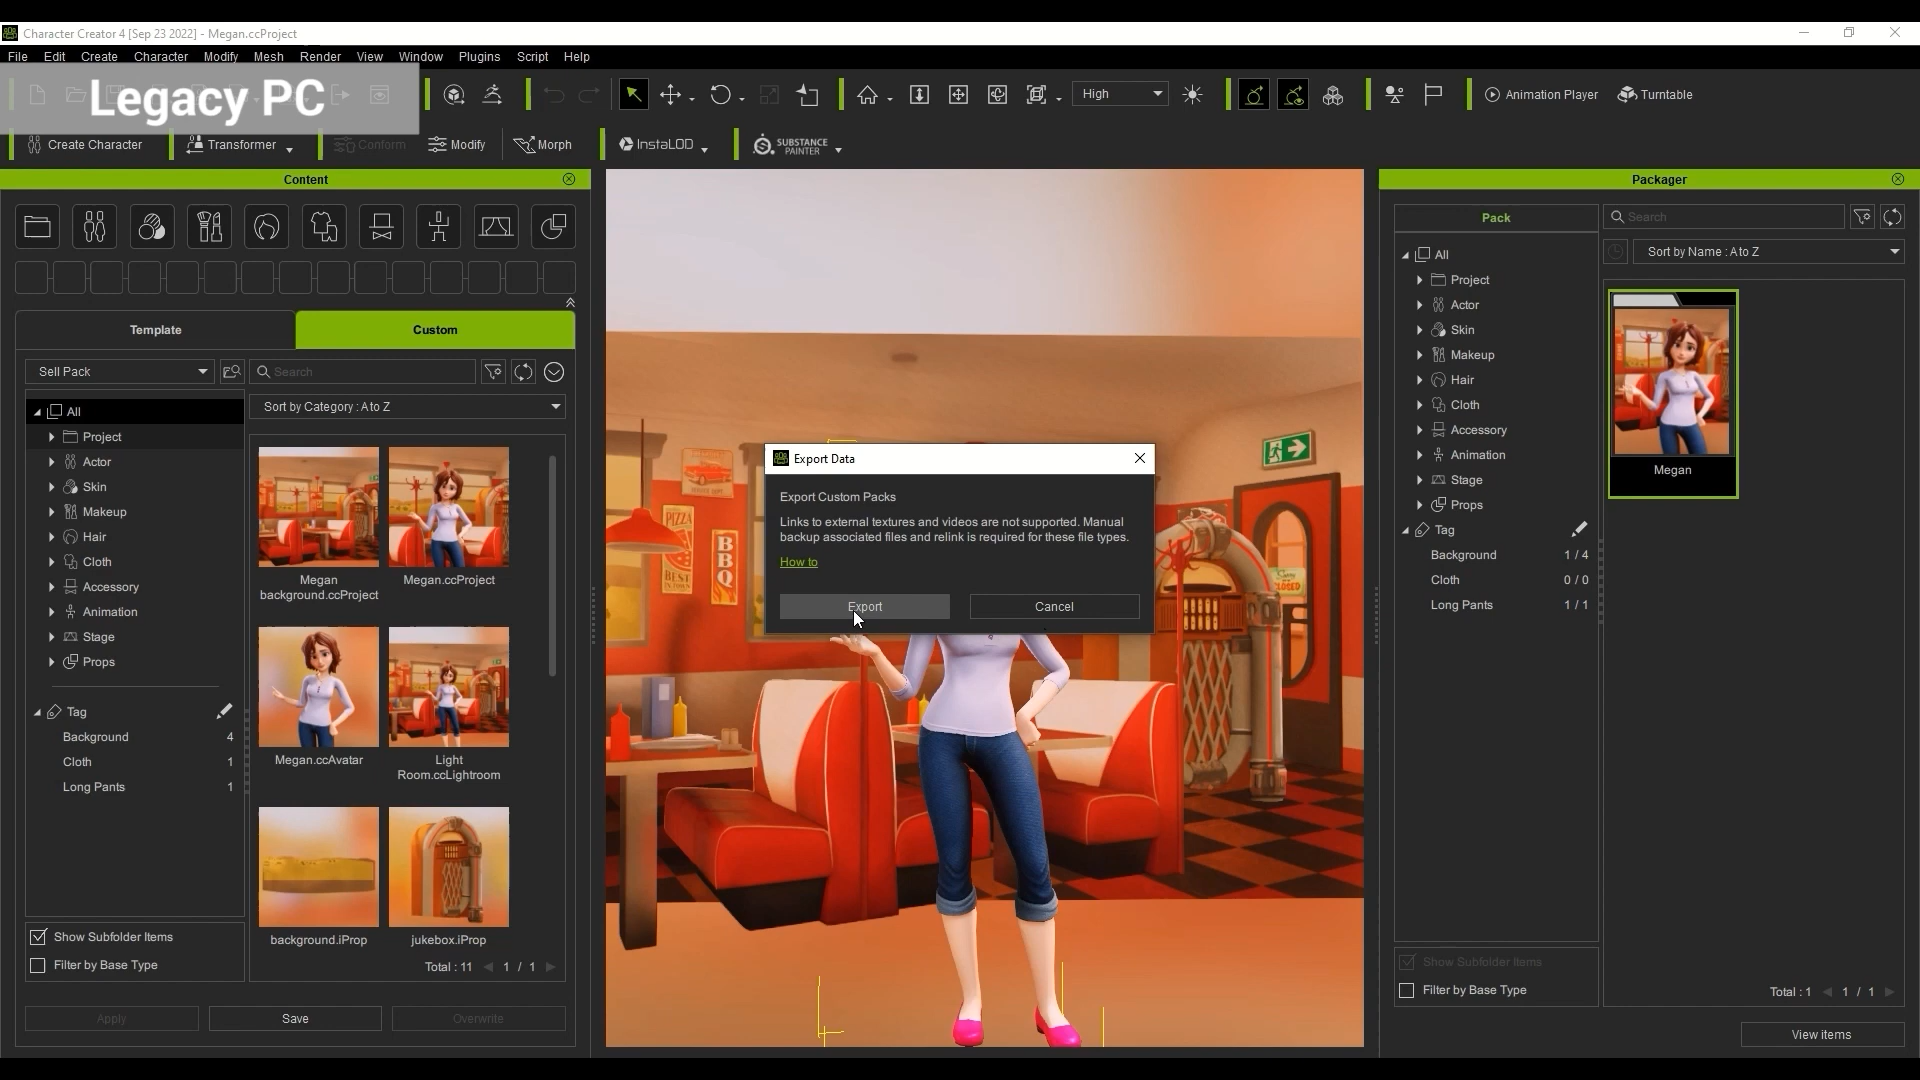 Character Creator 4 [Sep 23 2022] - Megan.ccProject
File Edit Create Character Modify Mesh Render View Window Plugins Script Help
Legacy PC
High
Animation Player
Turntable
Create Character
Transformer
Conform
Modify
Morph
InstaLOD
SUBSTANCE
PAINTER
Content
Template
Custom
Sell Pack
Search
Sort by Category : A to Z
All
Project
Actor
Skin
Makeup
Hair
Cloth
Accessory
Animation
Stage
Props
Tag
Background 4
Cloth 1
Long Pants 1
Show Subfolder Items
Filter by Base Type
Megan
background.ccProject
Megan.ccProject
Megan.ccAvatar
Light
Room.ccLightroom
background.iProp
jukebox.iProp
Total : 11 1 / 1
Apply
Save
Overwrite
PIZZA
BEST
IN TOWN
BBQ
CLOSED
Export Data
Export Custom Packs
Links to external textures and videos are not supported. Manual
backup associated files and relink is required for these file types.
How to
Export
Cancel
Packager
Pack
Search
Sort by Name : A to Z
All
Project
Actor
Skin
Makeup
Hair
Cloth
Accessory
Animation
Stage
Props
Tag
Background 1 / 4
Cloth 0 / 0
Long Pants 1 / 1
Show Subfolder Items
Filter by Base Type
Megan
Total : 1 1 / 1
View items